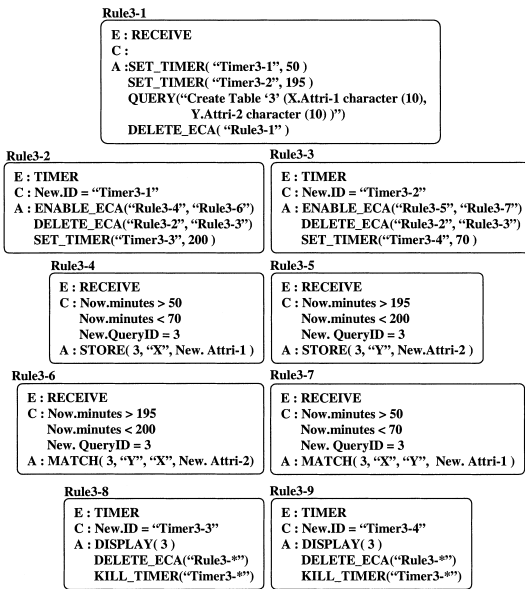 Rule3-1
E : RECEIVE
C :
A :SET_TIMER( “Timer3-1”, 50 )
SET_TIMER( “Timer3-2”, 195 )
QUERY(“Create Table ‘3’ (X.Attri-1 character (10),
Y.Attri-2 character (10) )”)
DELETE_ECA( “Rule3-1” )
Rule3-2
E : TIMER
C : New.ID = “Timer3-1”
A : ENABLE_ECA(“Rule3-4”, “Rule3-6”)
DELETE_ECA(“Rule3-2”, “Rule3-3”)
SET_TIMER(“Timer3-3”, 200 )
Rule3-3
E : TIMER
C : New.ID = “Timer3-2”
A : ENABLE_ECA(“Rule3-5”, “Rule3-7”)
DELETE_ECA(“Rule3-2”, “Rule3-3”)
SET_TIMER(“Timer3-4”, 70 )
Rule3-4
E : RECEIVE
C : Now.minutes > 50
Now.minutes < 70
New.QueryID = 3
A : STORE( 3, “X”, New. Attri-1 )
Rule3-5
E : RECEIVE
C : Now.minutes > 195
Now.minutes < 200
New. QueryID = 3
A : STORE( 3, “Y”, New.Attri-2 )
Rule3-6
E : RECEIVE
C : Now.minutes > 195
Now.minutes < 200
New. QueryID = 3
A : MATCH( 3, “Y”, “X”, New. Attri-2)
Rule3-7
E : RECEIVE
C : Now.minutes > 50
Now.minutes < 70
New.QueryID = 3
A : MATCH( 3, “X”, “Y”, New. Attri-1 )
Rule3-8
E : TIMER
C : New.ID = “Timer3-3”
A : DISPLAY( 3 )
DELETE_ECA(“Rule3-*”)
KILL_TIMER(“Timer3-*”)
Rule3-9
E : TIMER
C : New.ID = “Timer3-4”
A : DISPLAY( 3 )
DELETE_ECA(“Rule3-*”)
KILL_TIMER(“Timer3-*”)